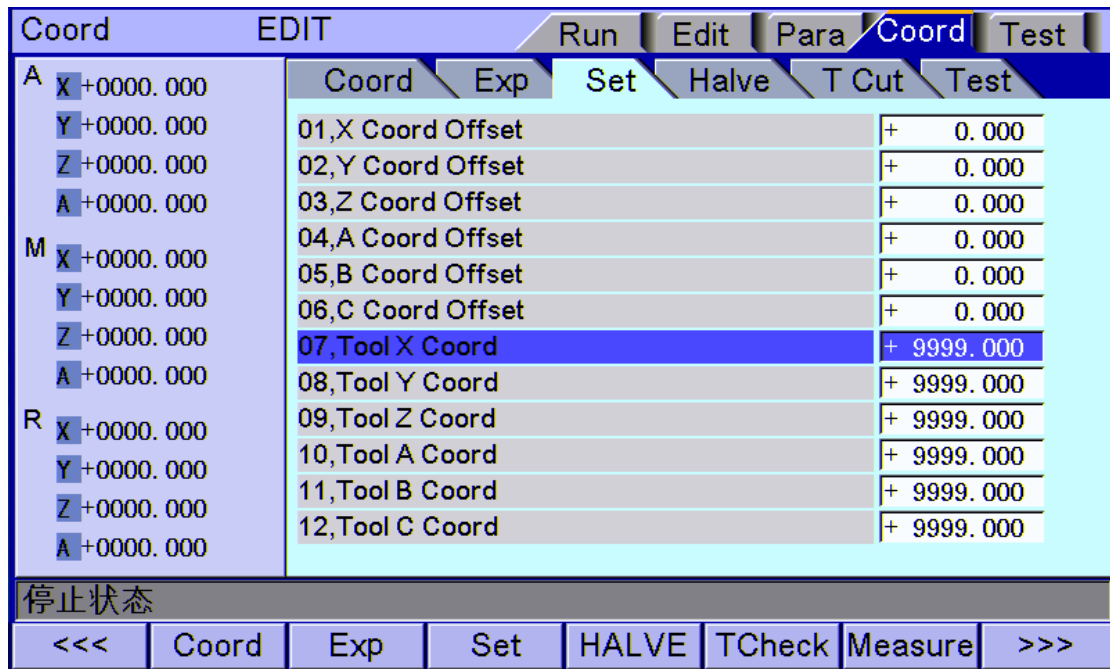 Coord EDIT Run Edit Para Coord Test
Coord Exp Set Halve T Cut Test
A X +0000.000
Y +0000.000
Z +0000.000
A +0000.000
M X +0000.000
Y +0000.000
Z +0000.000
A +0000.000
R X +0000.000
Y +0000.000
Z +0000.000
A +0000.000
01,X Coord Offset + 0.000
02,Y Coord Offset + 0.000
03,Z Coord Offset + 0.000
04,A Coord Offset + 0.000
05,B Coord Offset + 0.000
06,C Coord Offset + 0.000
07,Tool X Coord + 9999.000
08,Tool Y Coord + 9999.000
09,Tool Z Coord + 9999.000
10,Tool A Coord + 9999.000
11,Tool B Coord + 9999.000
12,Tool C Coord + 9999.000
停止状态
<<< Coord Exp Set HALVE TCheck Measure >>>